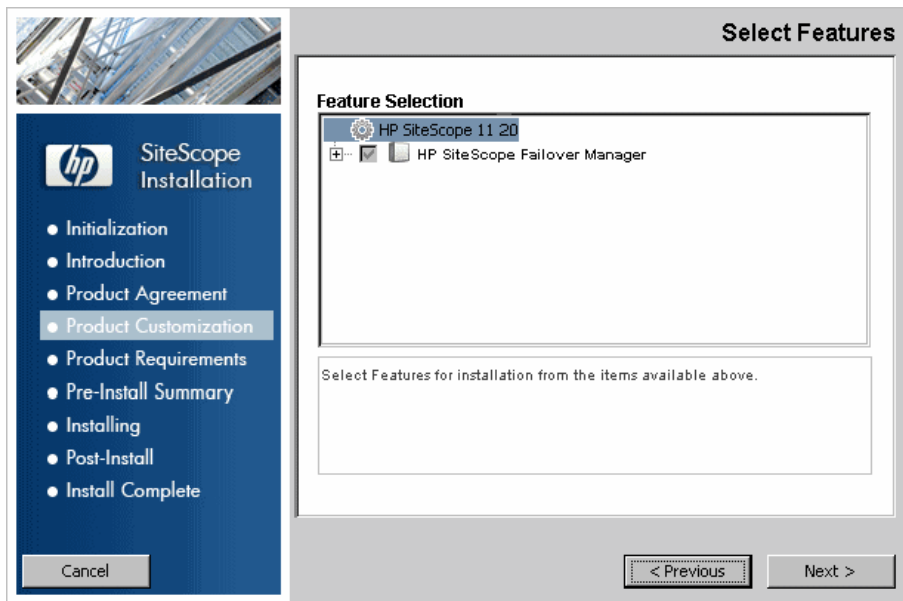 Select Features
hp
SiteScope
Installation
Initialization
Introduction
Product Agreement
Product Customization
Product Requirements
Pre-Install Summary
Installing
Post-Install
Install Complete
Cancel
Feature Selection
HP SiteScope 11 20
HP SiteScope Failover Manager
Select Features for installation from the items available above.
< Previous
Next >